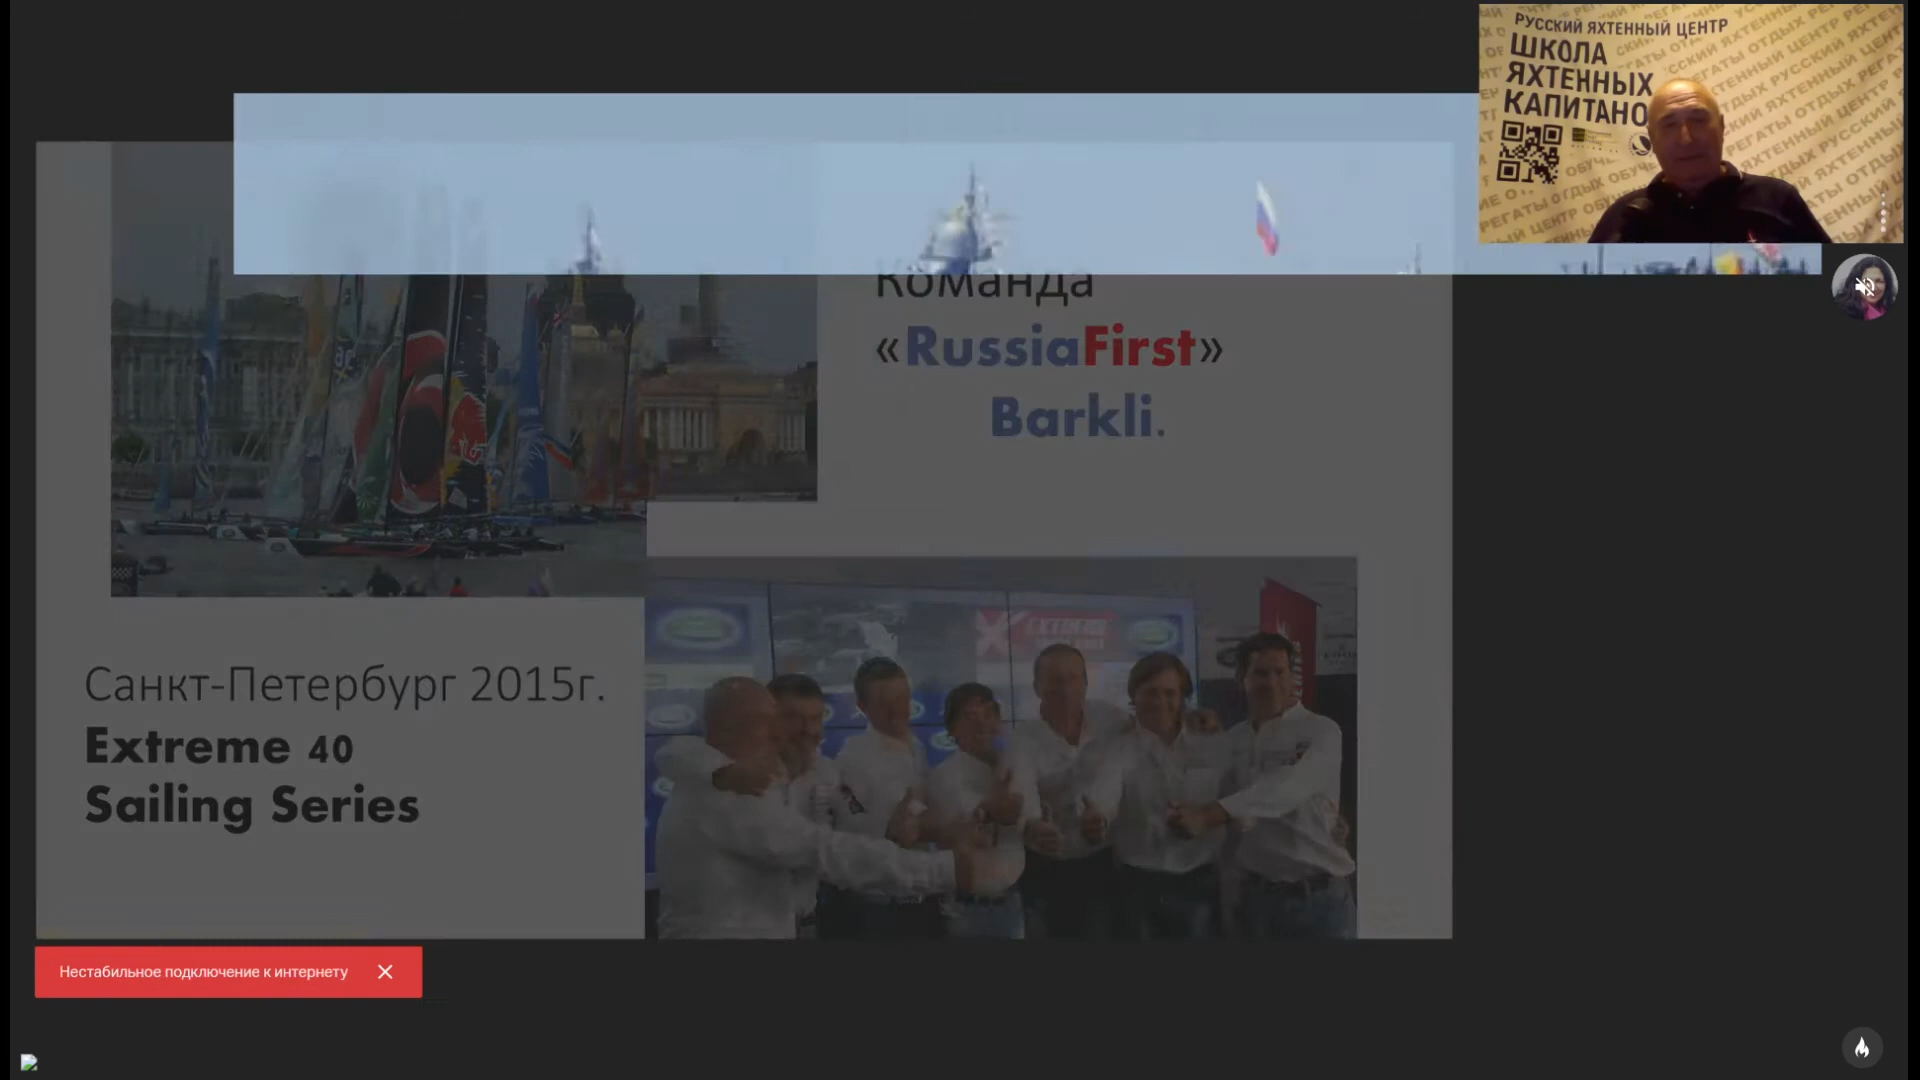 РУССКИЙ ЯХТЕННЫЙ ЦЕНТР
ШКОЛА
ЯХТЕННЫХ
КАПИТАНО
Команда
«RussiaFirst»
Barkli.
EXTREME
Санкт-Петербург 2015г.
Extreme 40
Sailing Series
Нестабильное подключение к интернету